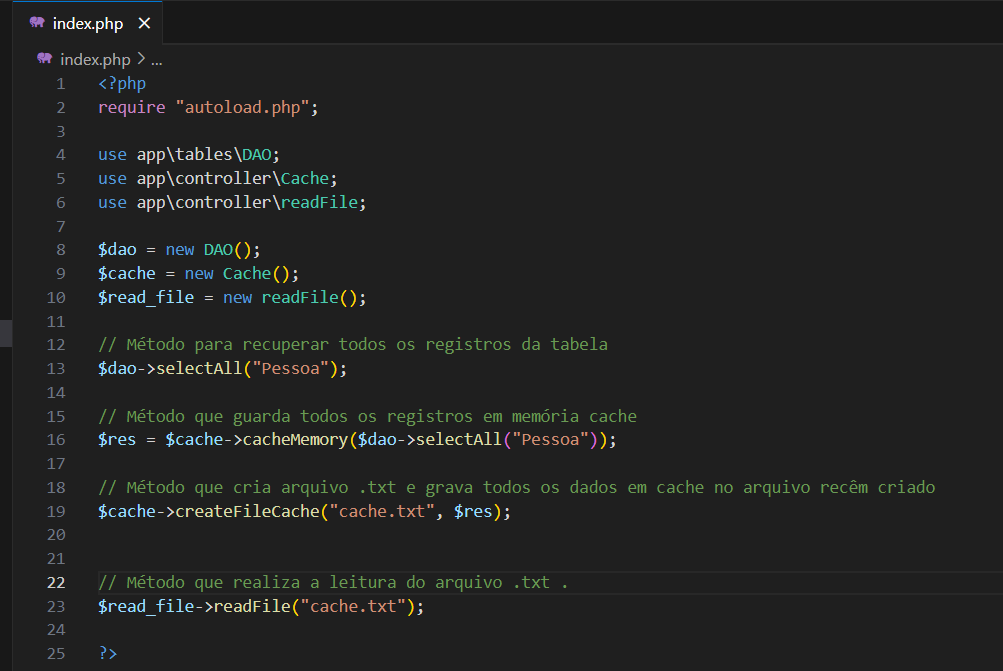 index.php ×
index.php > ...
1 <?php
2 require "autoload.php";
3
4 use app\tables\DAO;
5 use app\controller\Cache;
6 use app\controller\readFile;
7
8 $dao = new DAO();
9 $cache = new Cache();
10 $read_file = new readFile();
11
12 // Método para recuperar todos os registros da tabela
13 $dao->selectAll("Pessoa");
14
15 // Método que guarda todos os registros em memória cache
16 $res = $cache->cacheMemory($dao->selectAll("Pessoa"));
17
18 // Método que cria arquivo .txt e grava todos os dados em cache no arquivo recêm criado
19 $cache->createFileCache("cache.txt", $res);
20
21
22 // Método que realiza a leitura do arquivo .txt .
23 $read_file->readFile("cache.txt");
24
25 ?>